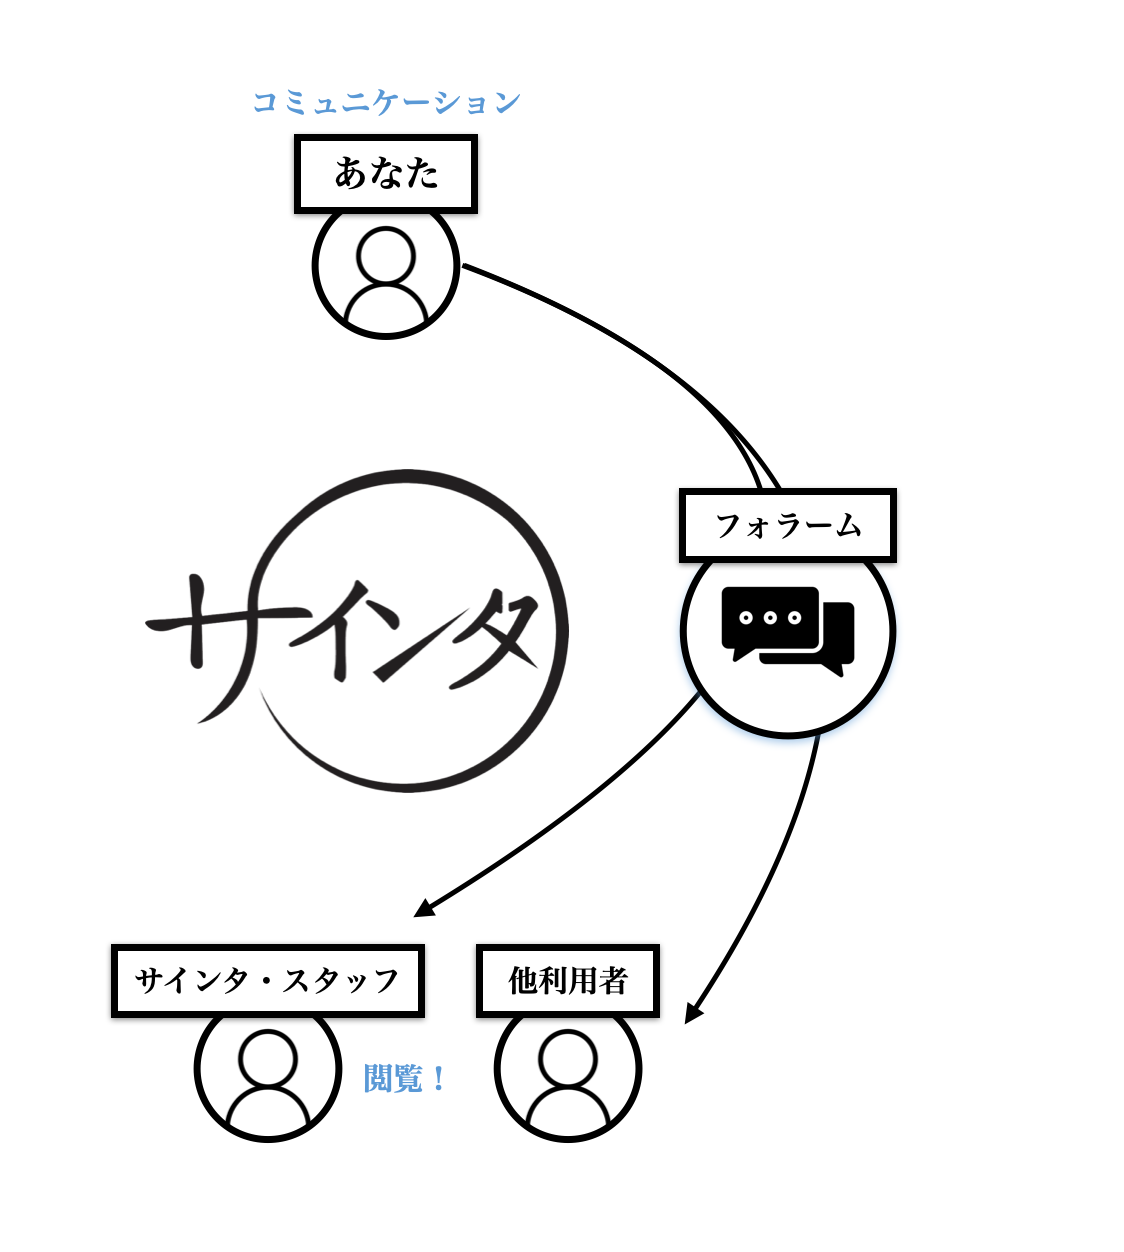 コミュニケーション
あなた
フォラーム
サインタ
サインタ・スタッフ
他利用者
閲覧！